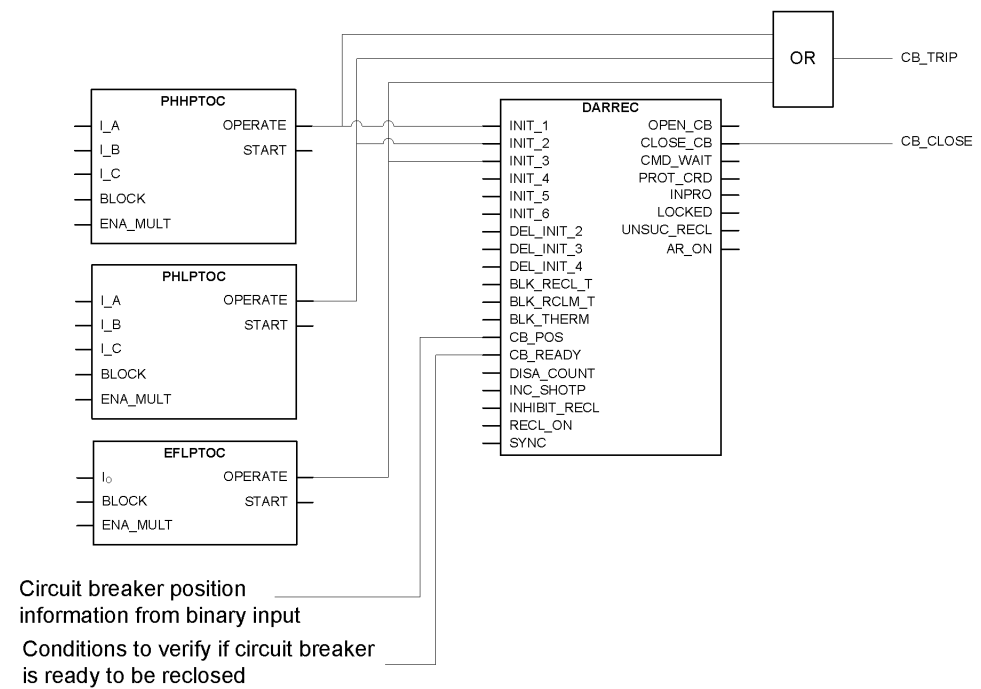 OR
CB_TRIP
PHHPTOC
I_A
I_B
I_C
BLOCK
ENA_MULT
OPERATE
START
DARREC
INIT_1
INIT_2
INIT_3
INIT_4
INIT_5
INIT_6
DEL_INIT_2
DEL_INIT_3
DEL_INIT_4
BLK_RECL_T
BLK_RCLM_T
BLK_THERM
CB_POS
CB_READY
DISA_COUNT
INC_SHOTP
INHIBIT_RECL
RECL_ON
SYNC
OPEN_CB
CLOSE_CB
CMD_WAIT
PROT_CRD
INPRO
LOCKED
UNSUC_RECL
AR_ON
CB_CLOSE
PHLPTOC
I_A
I_B
I_C
BLOCK
ENA_MULT
OPERATE
START
EFLPTOC
I₀
BLOCK
ENA_MULT
OPERATE
START
Circuit breaker position
information from binary input
Conditions to verify if circuit breaker
is ready to be reclosed